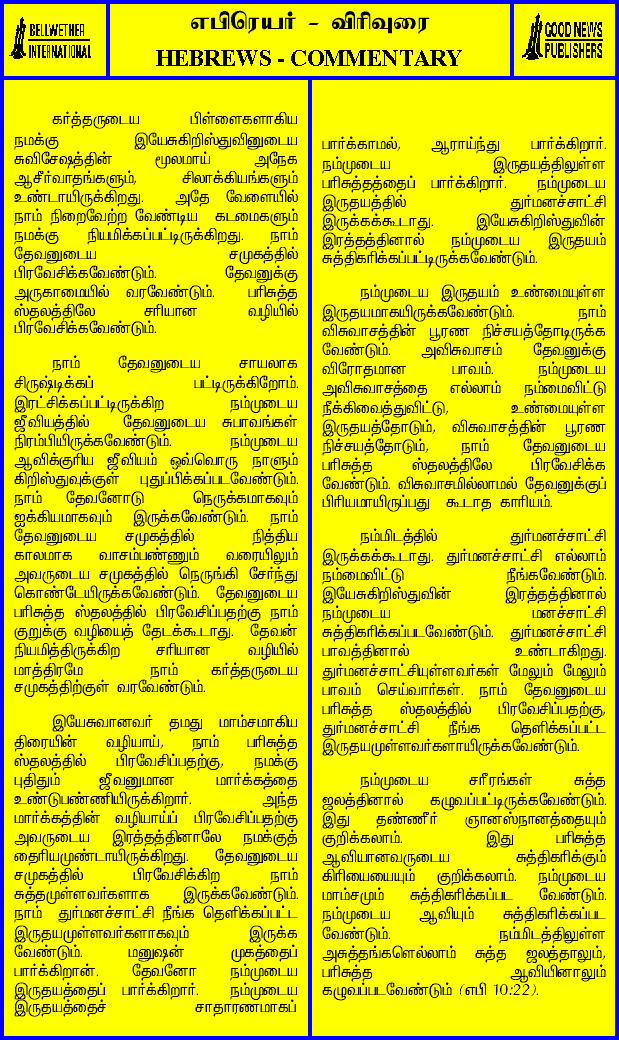 BELLWETHER
INTERNATIONAL
எபிரெயர் - விரிவுரை
HEBREWS - COMMENTARY
GOOD NEWS
PUBLISHERS
கர்த்தருடைய பிள்ளைகளாகிய
நமக்கு இயேசுகிறிஸ்துவினுடைய
சுவிசேஷத்தின் மூலமாய் அநேக
ஆசீர்வாதங்களும், சிலாக்கியங்களும்
உண்டாயிருக்கிறது. அதே வேளையில்
நாம் நிறைவேற்ற வேண்டிய கடமைகளும்
நமக்கு நியமிக்கப்பட்டிருக்கிறது. நாம்
தேவனுடைய சமுகத்தில்
பிரவேசிக்கவேண்டும். தேவனுக்கு
அருகாமையில் வரவேண்டும். பரிசுத்த
ஸ்தலத்திலே சரியான வழியில்
பிரவேசிக்கவேண்டும்.
நாம் தேவனுடைய சாயலாக
சிருஷ்டிக்கப் பட்டிருக்கிறோம்.
இரட்சிக்கப்பட்டிருக்கிற நம்முடைய
ஜீவியத்தில் தேவனுடைய சுபாவங்கள்
நிரம்பியிருக்கவேண்டும். நம்முடைய
ஆவிக்குரிய ஜீவியம் ஒவ்வொரு நாளும்
கிறிஸ்துவுக்குள் புதுப்பிக்கப்படவேண்டும்.
நாம் தேவனோடு நெருக்கமாகவும்
ஐக்கியமாகவும் இருக்கவேண்டும். நாம்
தேவனுடைய சமுகத்தில் நித்திய
காலமாக வாசம்பண்ணும் வரையிலும்
அவருடைய சமுகத்தில் நெருங்கி சேர்ந்து
கொண்டேயிருக்கவேண்டும். தேவனுடைய
பரிசுத்த ஸ்தலத்தில் பிரவேசிப்பதற்கு நாம்
குறுக்கு வழியைத் தேடக்கூடாது. தேவன்
நியமித்திருக்கிற சரியான வழியில்
மாத்திரமே நாம் கர்த்தருடைய
சமுகத்திற்குள் வரவேண்டும்.
இயேசுவானவர் தமது மாம்சமாகிய
திரையின் வழியாய், நாம் பரிசுத்த
ஸ்தலத்தில் பிரவேசிப்பதற்கு, நமக்கு
புதிதும் ஜீவனுமான மார்க்கத்தை
உண்டுபண்ணியிருக்கிறார். அந்த
மார்க்கத்தின் வழியாய்ப் பிரவேசிப்பதற்கு
அவருடைய இரத்தத்தினாலே நமக்குத்
தைரியமுண்டாயிருக்கிறது. தேவனுடைய
சமுகத்தில் பிரவேசிக்கிற நாம்
சுத்தமுள்ளவர்களாக இருக்கவேண்டும்.
நாம் துர்மனச்சாட்சி நீங்க தெளிக்கப்பட்ட
இருதயமுள்ளவர்களாகவும் இருக்க
வேண்டும். மனுஷன் முகத்தைப்
பார்க்கிறான். தேவனோ நம்முடைய
இருதயத்தைப் பார்க்கிறார். நம்முடைய
இருதயத்தைச் சாதாரணமாகப்
பார்க்காமல், ஆராய்ந்து பார்க்கிறார்.
நம்முடைய இருதயத்திலுள்ள
பரிசுத்தத்தைப் பார்க்கிறார். நம்முடைய
இருதயத்தில் துர்மனச்சாட்சி
இருக்கக்கூடாது. இயேசுகிறிஸ்துவின்
இரத்தத்தினால் நம்முடைய இருதயம்
சுத்திகரிக்கப்பட்டிருக்கவேண்டும்.
நம்முடைய இருதயம் உண்மையுள்ள
இருதயமாகயிருக்கவேண்டும். நாம்
விசுவாசத்தின் பூரண நிச்சயத்தோடிருக்க
வேண்டும். அவிசுவாசம் தேவனுக்கு
விரோதமான பாவம். நம்முடைய
அவிசுவாசத்தை எல்லாம் நம்மைவிட்டு
நீக்கிவைத்துவிட்டு, உண்மையுள்ள
இருதயத்தோடும், விசுவாசத்தின் பூரண
நிச்சயத்தோடும், நாம் தேவனுடைய
பரிசுத்த ஸ்தலத்திலே பிரவேசிக்க
வேண்டும். விசுவாசமில்லாமல் தேவனுக்குப்
பிரியமாயிருப்பது கூடாத காரியம்.
நம்மிடத்தில் துர்மனச்சாட்சி
இருக்கக்கூடாது. துர்மனச்சாட்சி எல்லாம்
நம்மைவிட்டு நீங்கவேண்டும்.
இயேசுகிறிஸ்துவின் இரத்தத்தினால்
நம்முடைய மனச்சாட்சி
சுத்திகரிக்கப்படவேண்டும். துர்மனச்சாட்சி
பாவத்தினால் உண்டாகிறது.
துர்மனச்சாட்சியுள்ளவர்கள் மேலும் மேலும்
பாவம் செய்வார்கள். நாம் தேவனுடைய
பரிசுத்த ஸ்தலத்தில் பிரவேசிப்பதற்கு,
துர்மனச்சாட்சி நீங்க தெளிக்கப்பட்ட
இருதயமுள்ளவர்களாயிருக்கவேண்டும்.
நம்முடைய சரீரங்கள் சுத்த
ஜலத்தினால் கழுவப்பட்டிருக்கவேண்டும்.
இது தண்ணீர் ஞானஸ்நானத்தையும்
குறிக்கலாம். இது பரிசுத்த
ஆவியானவருடைய சுத்திகரிக்கும்
கிரியையையும் குறிக்கலாம். நம்முடைய
மாம்சமும் சுத்திகரிக்கப்பட வேண்டும்.
நம்முடைய ஆவியும் சுத்திகரிக்கப்பட
வேண்டும். நம்மிடத்திலுள்ள
அசுத்தங்களெல்லாம் சுத்த ஜலத்தாலும்,
பரிசுத்த ஆவியினாலும்
கழுவப்படவேண்டும் (எபி 10:22).